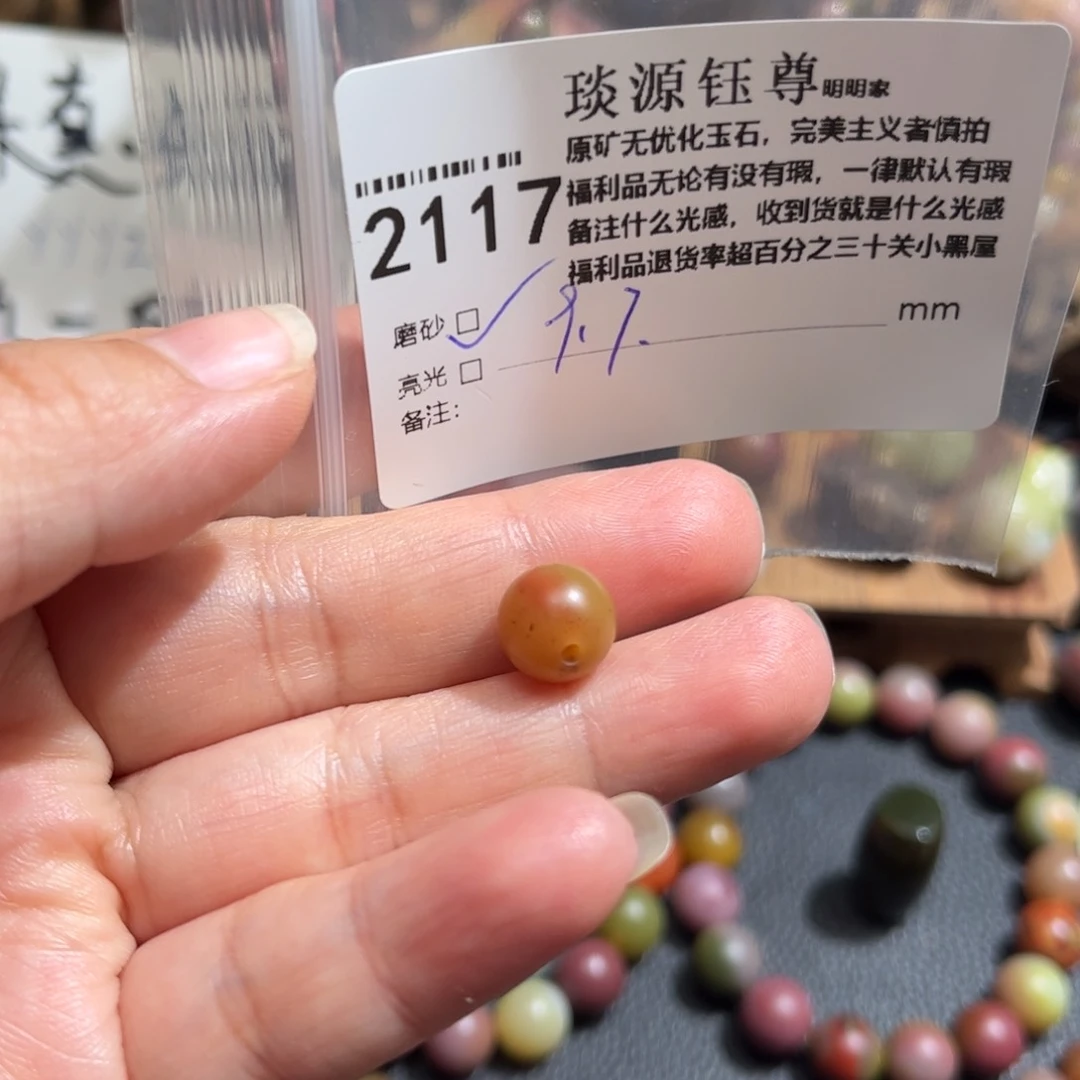 琰源钰尊明明家
原矿无优化玉石，完美主义者慎拍
福利品无论有没有瑕，一律默认有瑕
备注什么光感，收到货就是什么光感
福利品退货率超百分之三十关小黑屋
2117
磨砂□✓ 9.7. mm
亮光□
备注：